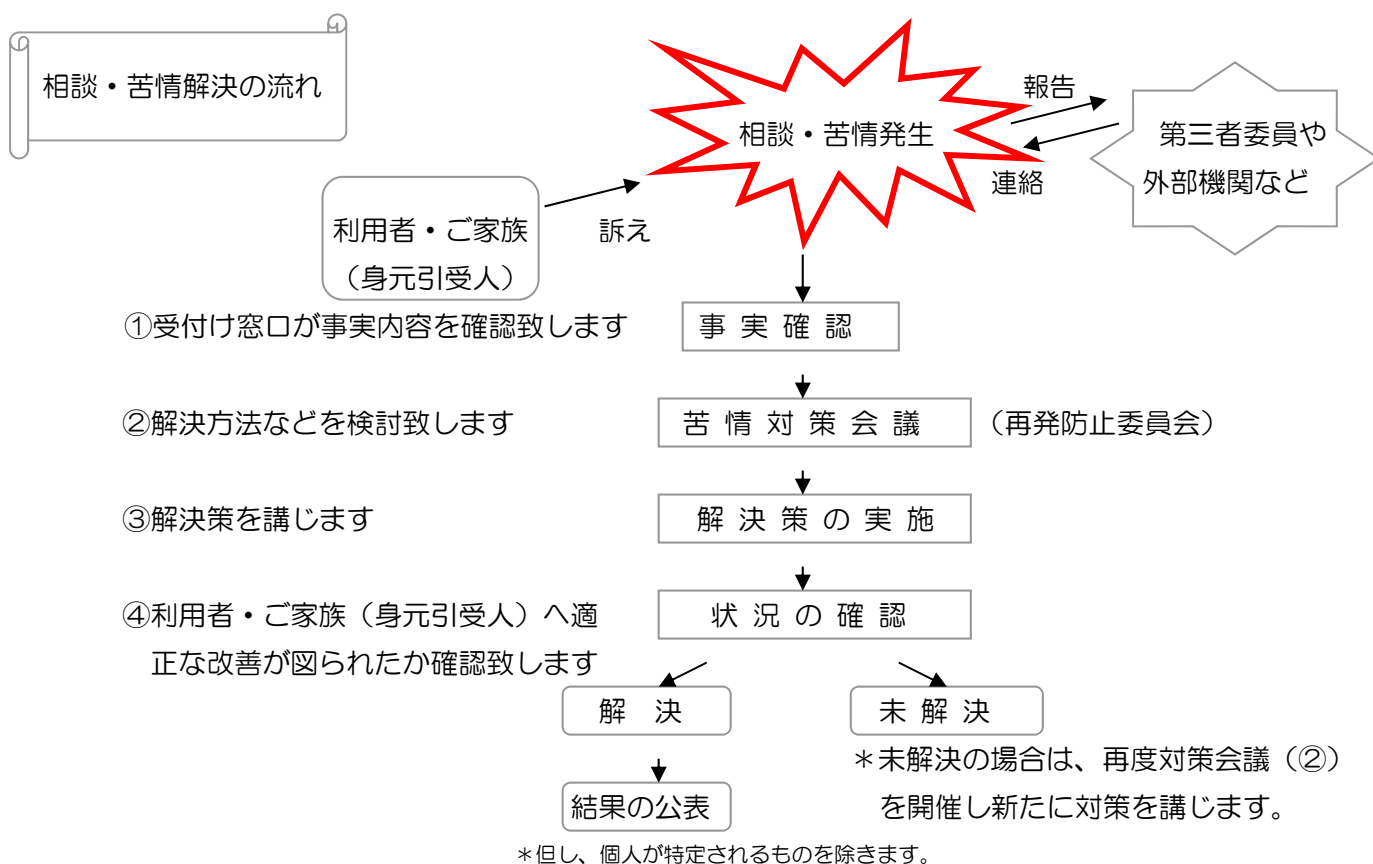 相談・苦情解決の流れ
相談・苦情発生
報告
連絡
第三者委員や
外部機関など
利用者・ご家族
（身元引受人）
訴え
①受付け窓口が事実内容を確認致します
事 実 確 認
②解決方法などを検討致します
苦 情 対 策 会 議
（再発防止委員会）
③解決策を講じます
解 決 策 の 実 施
④利用者・ご家族（身元引受人）へ適
正な改善が図られたか確認致します
状 況 の 確 認
解　決
未 解 決
＊未解決の場合は、再度対策会議（②）
を開催し新たに対策を講じます。
結果の公表
＊但し、個人が特定されるものを除きます。